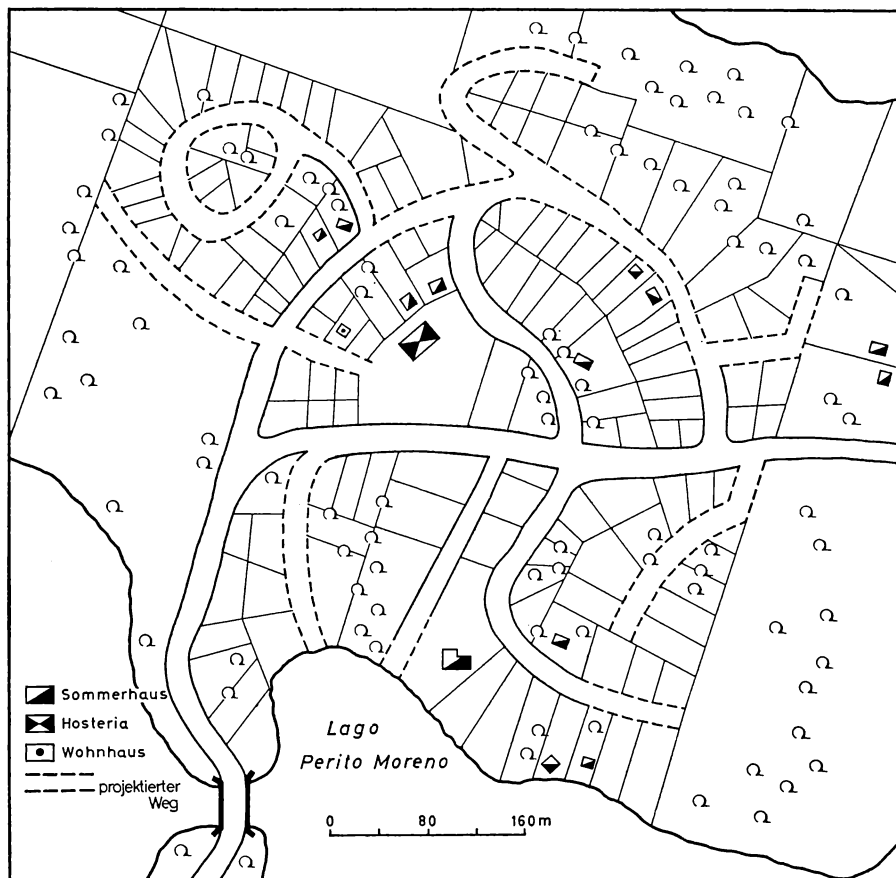 Sommerhaus
Hosteria
Wohnhaus
projektierter
Weg
Lago
Perito Moreno
0 80 160m